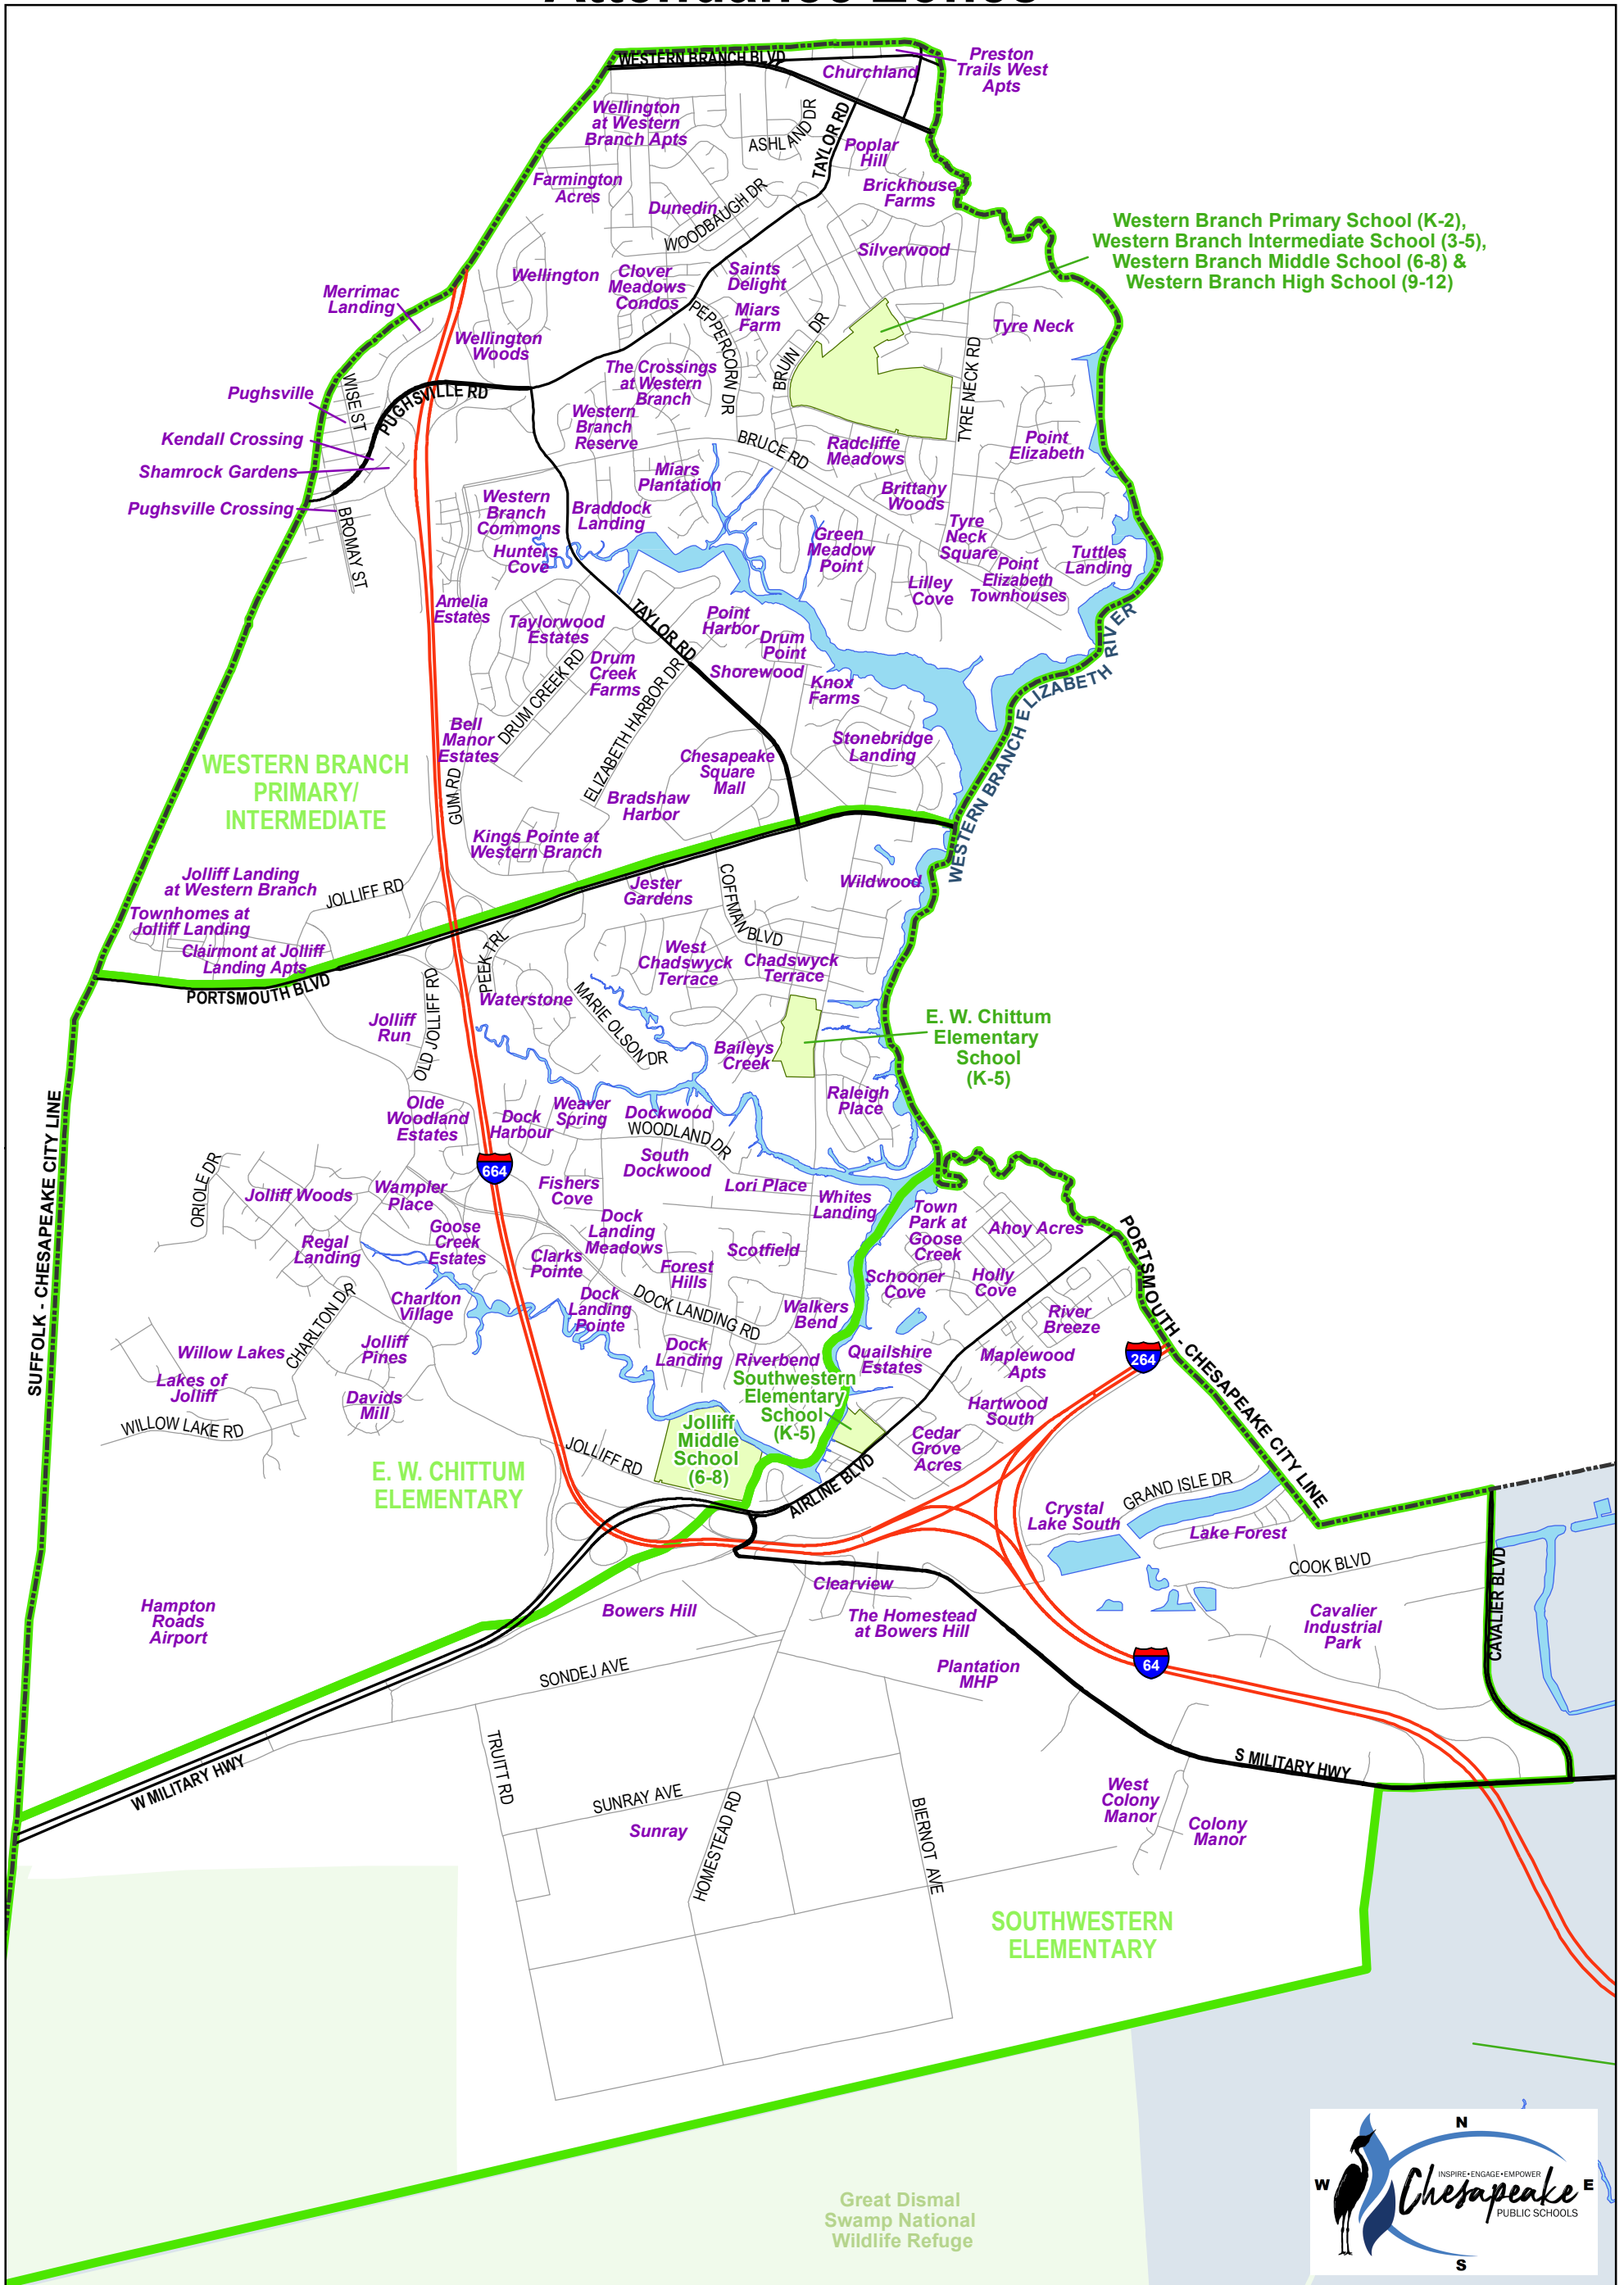 Attendance Zones
WESTERN BRANCH BLVD
Churchland
Preston
Trails West
Apts
Wellington
at Western
Branch Apts
ASHLAND DR
TAYLOR RD
Poplar
Hill
Farmington
Acres
Dunedin
WOODBAUGH DR
Brickhouse
Farms
Western Branch Primary School (K-2),
Western Branch Intermediate School (3-5),
Western Branch Middle School (6-8) &
Western Branch High School (9-12)
Silverwood
Wellington
Clover
Meadows
Condos
Saints
Delight
Merrimac
Landing
Miars
Farm
PEPPERCORN DR
BRUIN DR
Tyre Neck
TYRE NECK RD
Wellington
Woods
The Crossings
at Western
Branch
Pughsville
WISE ST
PUGHSVILLE RD
Western
Branch
Reserve
Kendall Crossing
BRUCE RD
Radcliffe
Meadows
Point
Elizabeth
Shamrock Gardens
Miars
Plantation
Pughsville Crossing
BROMAY ST
Western
Branch
Commons
Braddock
Landing
Brittany
Woods
Hunters
Cove
Green
Meadow
Point
Tyre
Neck
Square
Point
Elizabeth
Townhouses
Tuttles
Landing
Lilley
Cove
Amelia
Estates
Taylorwood
Estates
TAYLOR RD
Point
Harbor
Drum
Point
WESTERN BRANCH ELIZABETH RIVER
Drum
Creek
Farms
DRUM CREEK RD
ELIZABETH HARBOR DR
Shorewood
Knox
Farms
Bell
Manor
Estates
Stonebridge
Landing
Chesapeake
Square
Mall
WESTERN BRANCH
PRIMARY/
INTERMEDIATE
GUM RD
Bradshaw
Harbor
Kings Pointe at
Western Branch
Jolliff Landing
at Western Branch
JOLLIFF RD
Jester
Gardens
COFFMAN BLVD
Wildwood
Townhomes at
Jolliff Landing
Clairmont at Jolliff
Landing Apts
PORTSMOUTH BLVD
PEEK TRL
West
Chadswyck
Terrace
Chadswyck
Terrace
OLD JOLLIFF RD
Waterstone
MARIE OLSON DR
Jolliff
Run
Baileys
Creek
E. W. Chittum
Elementary
School
(K-5)
SUFFOLK - CHESAPEAKE CITY LINE
Olde
Woodland
Estates
Dock
Harbour
Weaver
Spring
Dockwood
WOODLAND DR
Raleigh
Place
664
South
Dockwood
ORIOLE DR
Jolliff Woods
Wampler
Place
Fishers
Cove
Lori Place
Whites
Landing
Town
Park at
Goose
Creek
Ahoy Acres
PORTSMOUTH - CHESAPEAKE CITY LINE
Regal
Landing
Goose
Creek
Estates
Dock
Landing
Meadows
Clarks
Pointe
Scotfield
Forest
Hills
Schooner
Cove
Holly
Cove
CHARLTON DR
Charlton
Village
Dock
Landing
Pointe
DOCK LANDING RD
Walkers
Bend
River
Breeze
Willow Lakes
Jolliff
Pines
Dock
Landing
Riverbend
Quailshire
Estates
Maplewood
Apts
264
Lakes of
Jolliff
Davids
Mill
Southwestern
Elementary
School
(K-5)
Hartwood
South
WILLOW LAKE RD
JOLLIFF RD
Jolliff
Middle
School
(6-8)
Cedar
Grove
Acres
E. W. CHITTUM
ELEMENTARY
AIRLINE BLVD
Crystal
Lake South
GRAND ISLE DR
Lake Forest
COOK BLVD
CAVALIER BLVD
Hampton
Roads
Airport
Clearview
Bowers Hill
The Homestead
at Bowers Hill
Cavalier
Industrial
Park
SONDEJ AVE
Plantation
MHP
64
W MILITARY HWY
TRUITT RD
S MILITARY HWY
SUNRAY AVE
Sunray
HOMESTEAD RD
BIERNOT AVE
West
Colony
Manor
Colony
Manor
SOUTHWESTERN
ELEMENTARY
Great Dismal
Swamp National
Wildlife Refuge
N
W
E
S
INSPIRE•ENGAGE•EMPOWER
Chesapeake
PUBLIC SCHOOLS